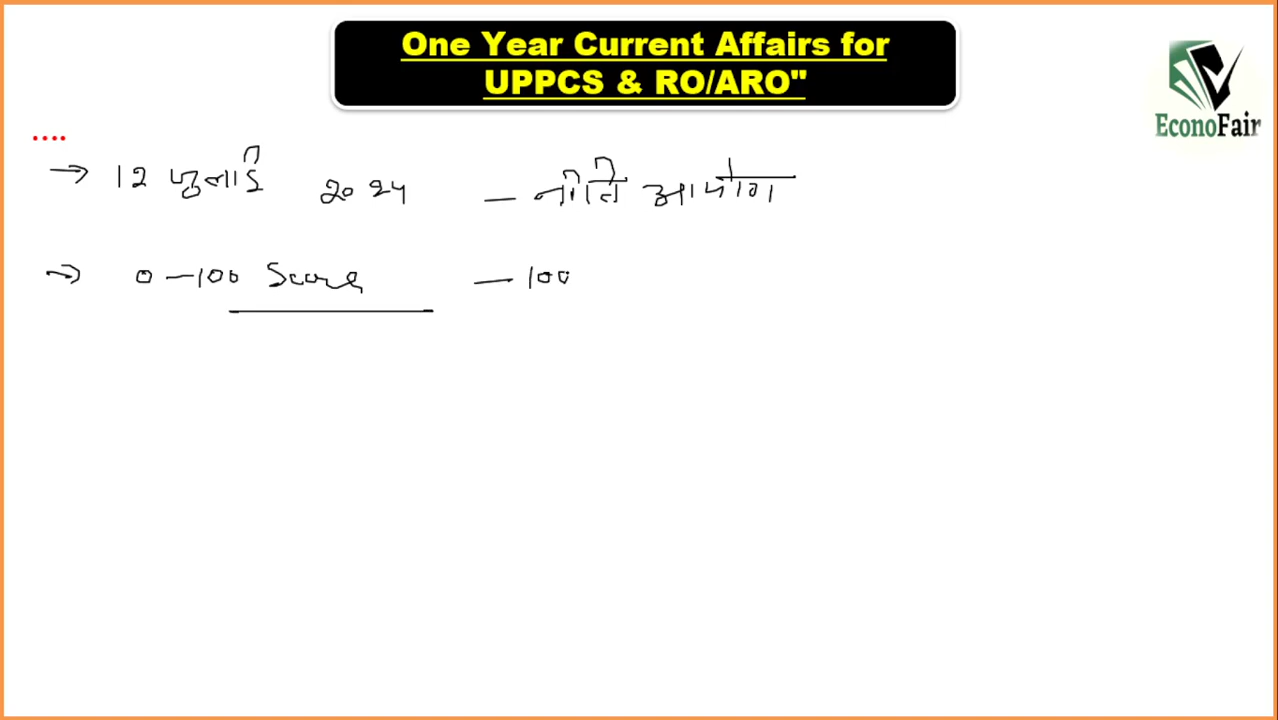 One Year Current Affairs for
UPPCS & RO/ARO"
EconoFair
....
→ 12 जुलाई 2024 – नीति आयोग
→ 0–100 Score – 100